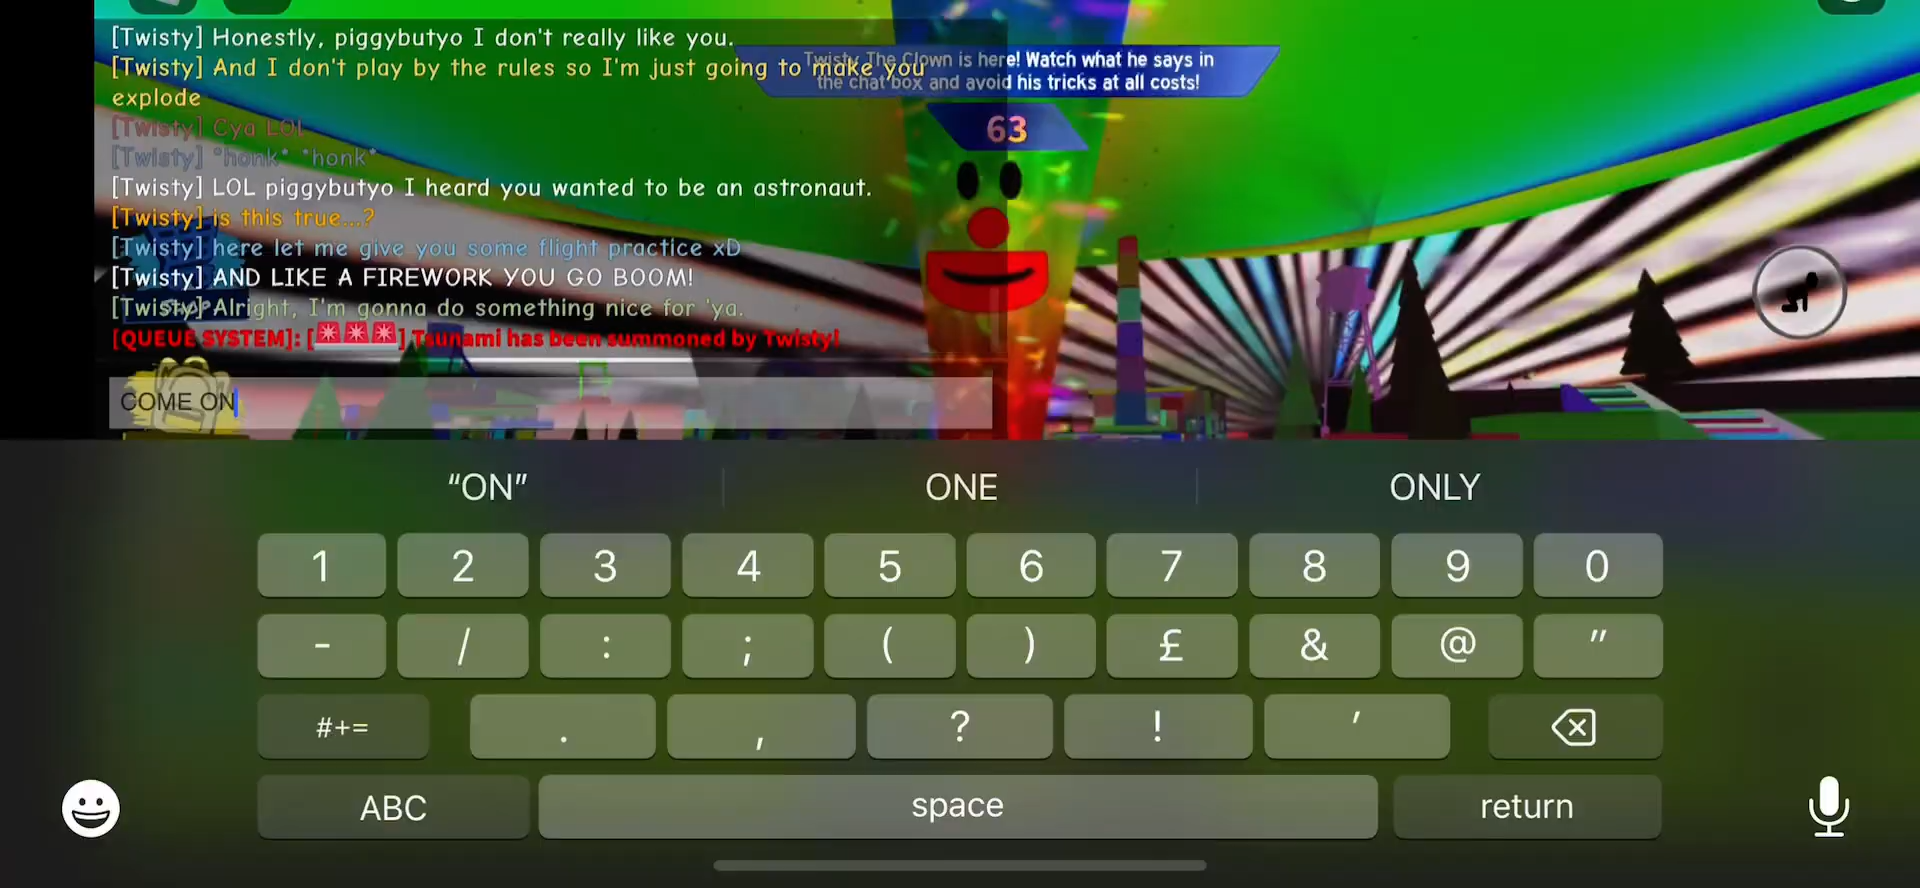 [Twisty] Honestly, piggybutyo I don't really like you.
[Twisty] And I don't play by the rules so I'm just going to make you
explode
[Twisty] Cya LOL
[Twisty] *honk* *honk*
[Twisty] LOL piggybutyo I heard you wanted to be an astronaut.
[Twisty] is this true...?
[Twisty] here let me give you some flight practice xD
[Twisty] AND LIKE A FIREWORK YOU GO BOOM!
[Twisty] Alright, I'm gonna do something nice for 'ya.
[QUEUE SYSTEM]: [🚨🚨🚨] Tsunami has been summoned by Twisty!
Twisty The Clown is here! Watch what he says in
the chat box and avoid his tricks at all costs!
63
COME ON
“ON” ONE ONLY
1 2 3 4 5 6 7 8 9 0
- / : ; ( ) £ & @ "
#+= . , ? ! '
ABC space return